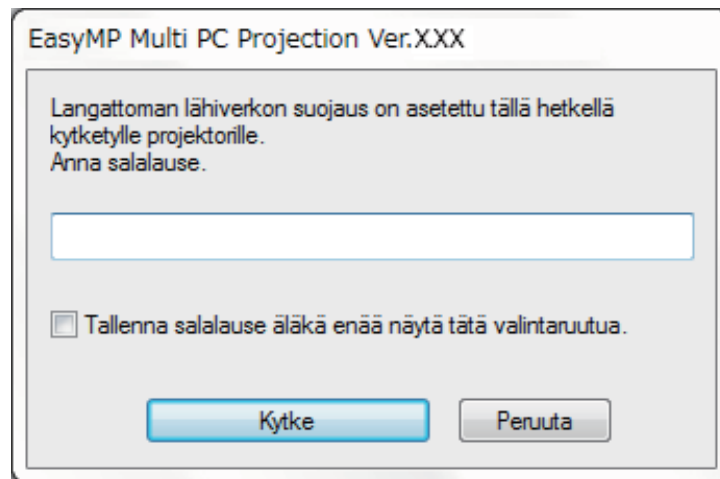 EasyMP Multi PC Projection Ver.X.XX
Langattoman lähiverkon suojaus on asetettu tällä hetkellä
kytketylle projektorille.
Anna salalause.
Tallenna salalause äläkä enää näytä tätä valintaruutua.
Kytke
Peruuta